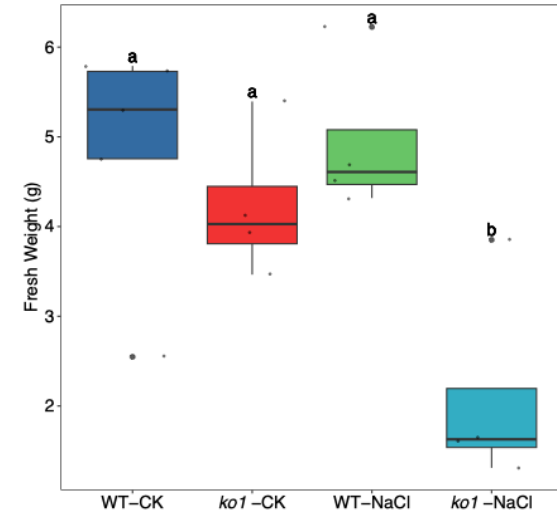 a
a
a
b
6
5
4
3
2
Fresh Weight (g)
WT–CK
ko1 –CK
WT–NaCl
ko1 –NaCl